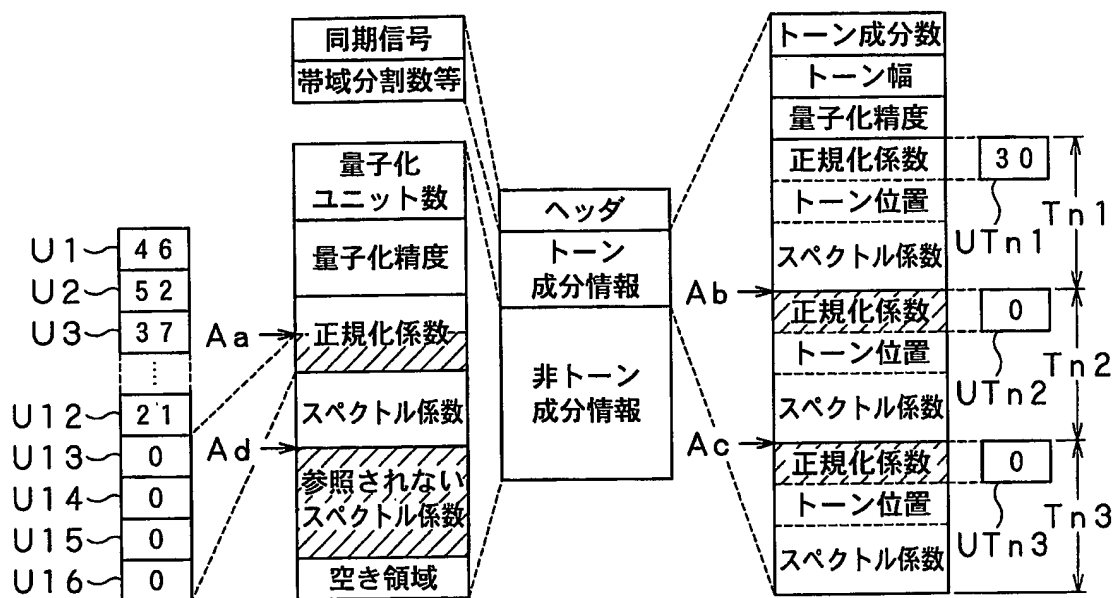 同期信号
帯域分割数等
量子化
ユニット数
量子化精度
正規化係数
スペクトル係数
参照されない
スペクトル係数
空き領域
U1 46
U2 52
U3 37
U12 21
U13 0
U14 0
U15 0
U16 0
Aa
Ad
ヘッダ
トーン
成分情報
非トーン
成分情報
Ab
Ac
トーン成分数
トーン幅
量子化精度
正規化係数
トーン位置
スペクトル係数
正規化係数
トーン位置
スペクトル係数
正規化係数
トーン位置
スペクトル係数
30
UTn1
Tn1
0
UTn2
Tn2
0
UTn3
Tn3